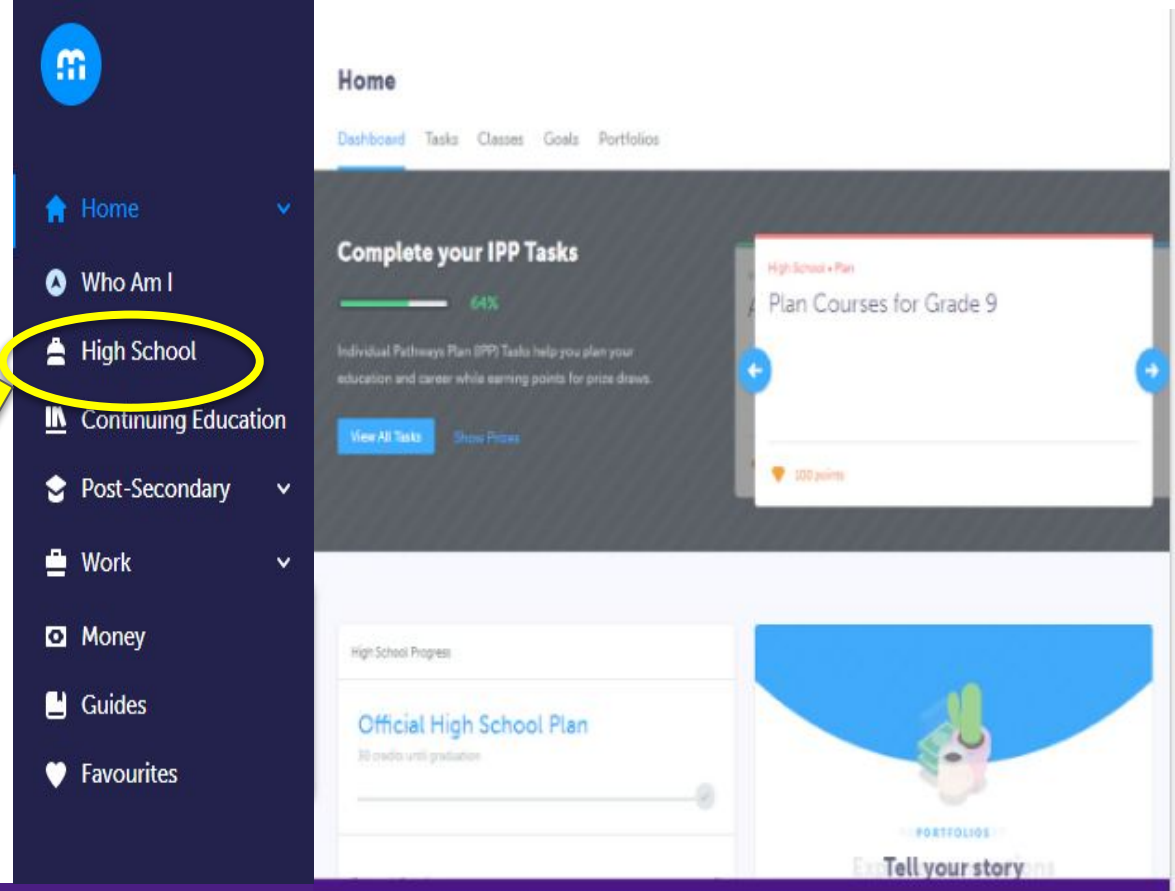 Home
Who Am I
High School
Continuing Education
Post-Secondary
Work
Money
Guides
Favourites
Home
Dashboard Tasks Classes Goals Portfolios
Complete your IPP Tasks
64%
Individual Pathways Plan (IPP) Tasks help you plan your
education and career while earning points for prize draws.
View All Tasks Show Prizes
High School • Plan
Plan Courses for Grade 9
100 points
High School Progress
Official High School Plan
30 credits until graduation
PORTFOLIOS
Tell your story